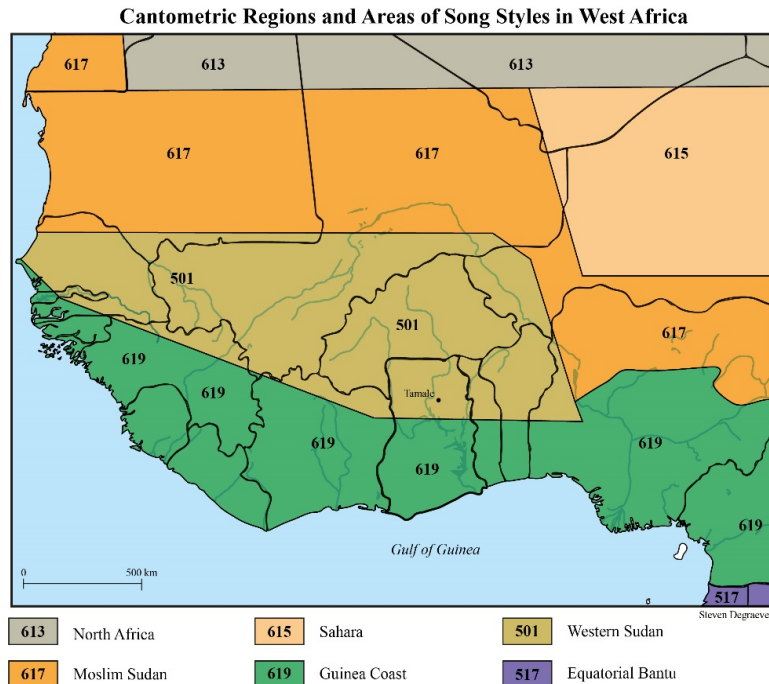 Cantometric Regions and Areas of Song Styles in West Africa
617
613
613
617
617
615
501
501
617
619
Tamale
619
619
619
619
619
Gulf of Guinea
0 500 km
517
Steven Degraeve
613 North Africa 615 Sahara 501 Western Sudan
617 Moslim Sudan 619 Guinea Coast 517 Equatorial Bantu